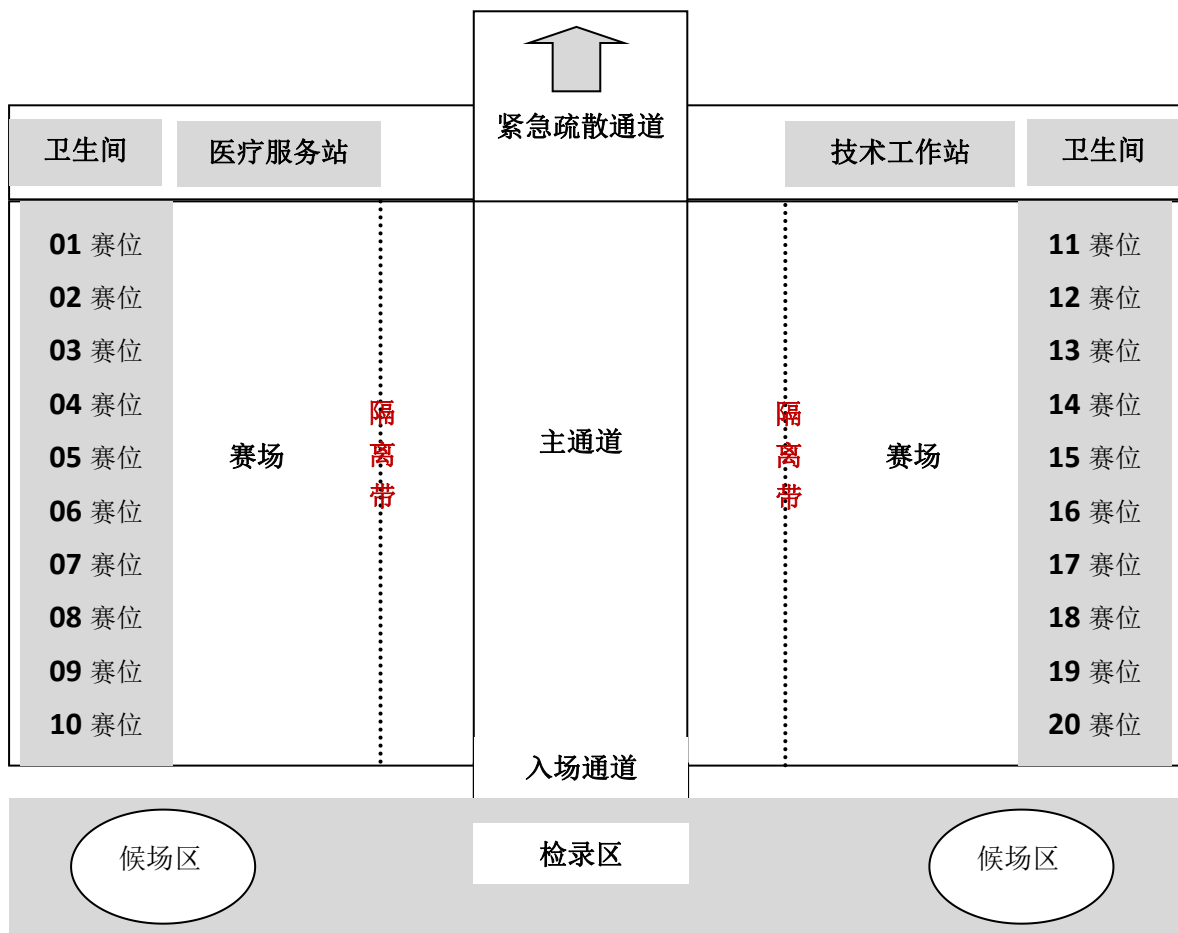 紧急疏散通道
卫生间
医疗服务站
技术工作站
卫生间
01 赛位
02 赛位
03 赛位
04 赛位
05 赛位
06 赛位
07 赛位
08 赛位
09 赛位
10 赛位
赛场
隔
离
带
主通道
隔
离
带
赛场
11 赛位
12 赛位
13 赛位
14 赛位
15 赛位
16 赛位
17 赛位
18 赛位
19 赛位
20 赛位
入场通道
候场区
检录区
候场区